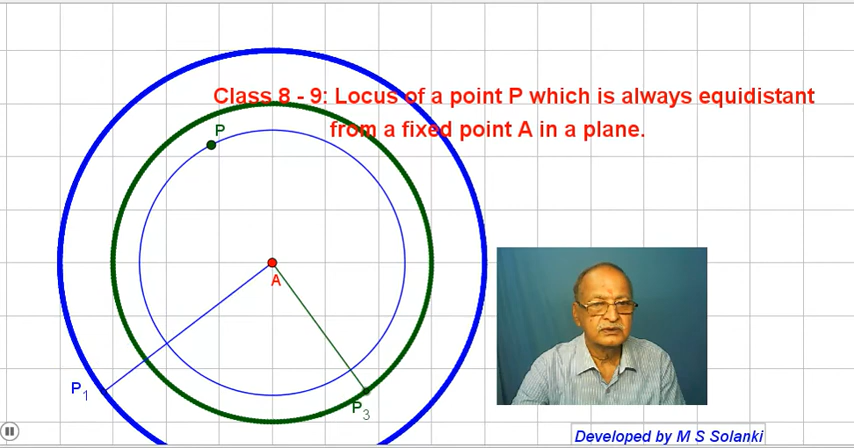 Class 8 - 9: Locus of a point P which is always equidistant
from a fixed point A in a plane.
P
A
P1
P3
Developed by M S Solanki